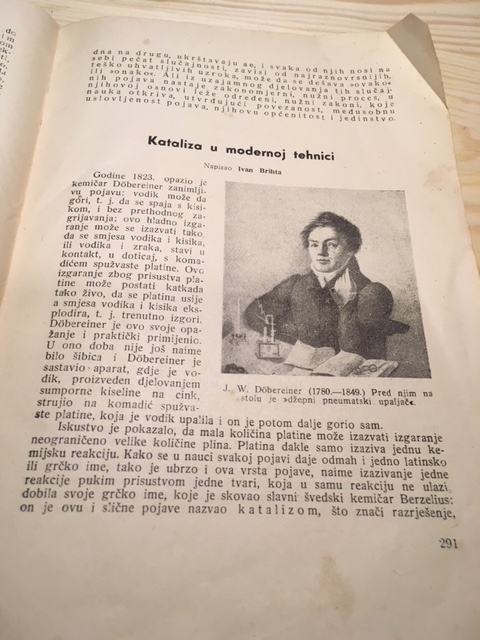 dna na drugu, ukrštavaju se, i svaka od njih nosi na
sebi pečat slučajnosti, zavisi od najraznovrsnijih,
teško uhvatljivih uzroka, može da se dešava »ovako«
ili »onako«. Ali iz uzajamnog djelovanja tih slučaj-
nih pojava nastaje zakonomjerni, nužni proces, u
njihovoj osnovi leže određeni, nužni zakoni, koje
nauka otkriva, utvrđujući povezanost, međusobnu
uslovljenost pojava, njihovu općenitost i jedinstvo.
Kataliza u modernoj tehnici
Napisao Ivan Brihta
Godine 1823. opazio je
kemičar Döbereiner zanimlji-
vu pojavu: vodik može da
gori, t. j. da se spaja s kisi-
kom, i bez prethodnog za-
grijavanja; ovo hladno izga-
ranje može se izazvati tako,
da se smjesa vodika i kisika,
ili vodika i zraka, stavi u
kontakt, u doticaj, s koma-
dićem spužvaste platine. Ovo
izgaranje zbog prisustva pla-
tine može postati katkada
tako živo, da se platina usije
a smjesa vodika i kisika eks-
plodira, t. j. trenutno izgori.
Döbereiner je ovo svoje opa-
žanje i praktički primijenio.
U ono doba nije još naime
bilo šibica i Döbereiner je
sastavio aparat, gdje je vo-
dik, proizveden djelovanjem
sumporne kiseline na cink,
strujio na komadić spužva-
ste platine, koja je vodik upalila i on je potom dalje gorio sam.
J. W. Döbereiner (1780.—1849.) Pred njim na
stolu je »džepni pneumatski upaljač«.
Iskustvo je pokazalo, da mala količina platine može izazvati izgaranje
neograničeno velike količine plina. Platina dakle samo izaziva jednu ke-
mijsku reakciju. Kako se u nauci svakoj pojavi daje odmah i jedno latinsko
ili grčko ime, tako je ubrzo i ova vrsta pojave, naime izazivanje jedne
reakcije pukim prisustvom jedne tvari, koja u samu reakciju ne ulazi,
dobila svoje grčko ime, koje je skovao slavni švedski kemičar Berzelius:
on je ovu i slične pojave nazvao katalizom, što znači razrješenje,
291